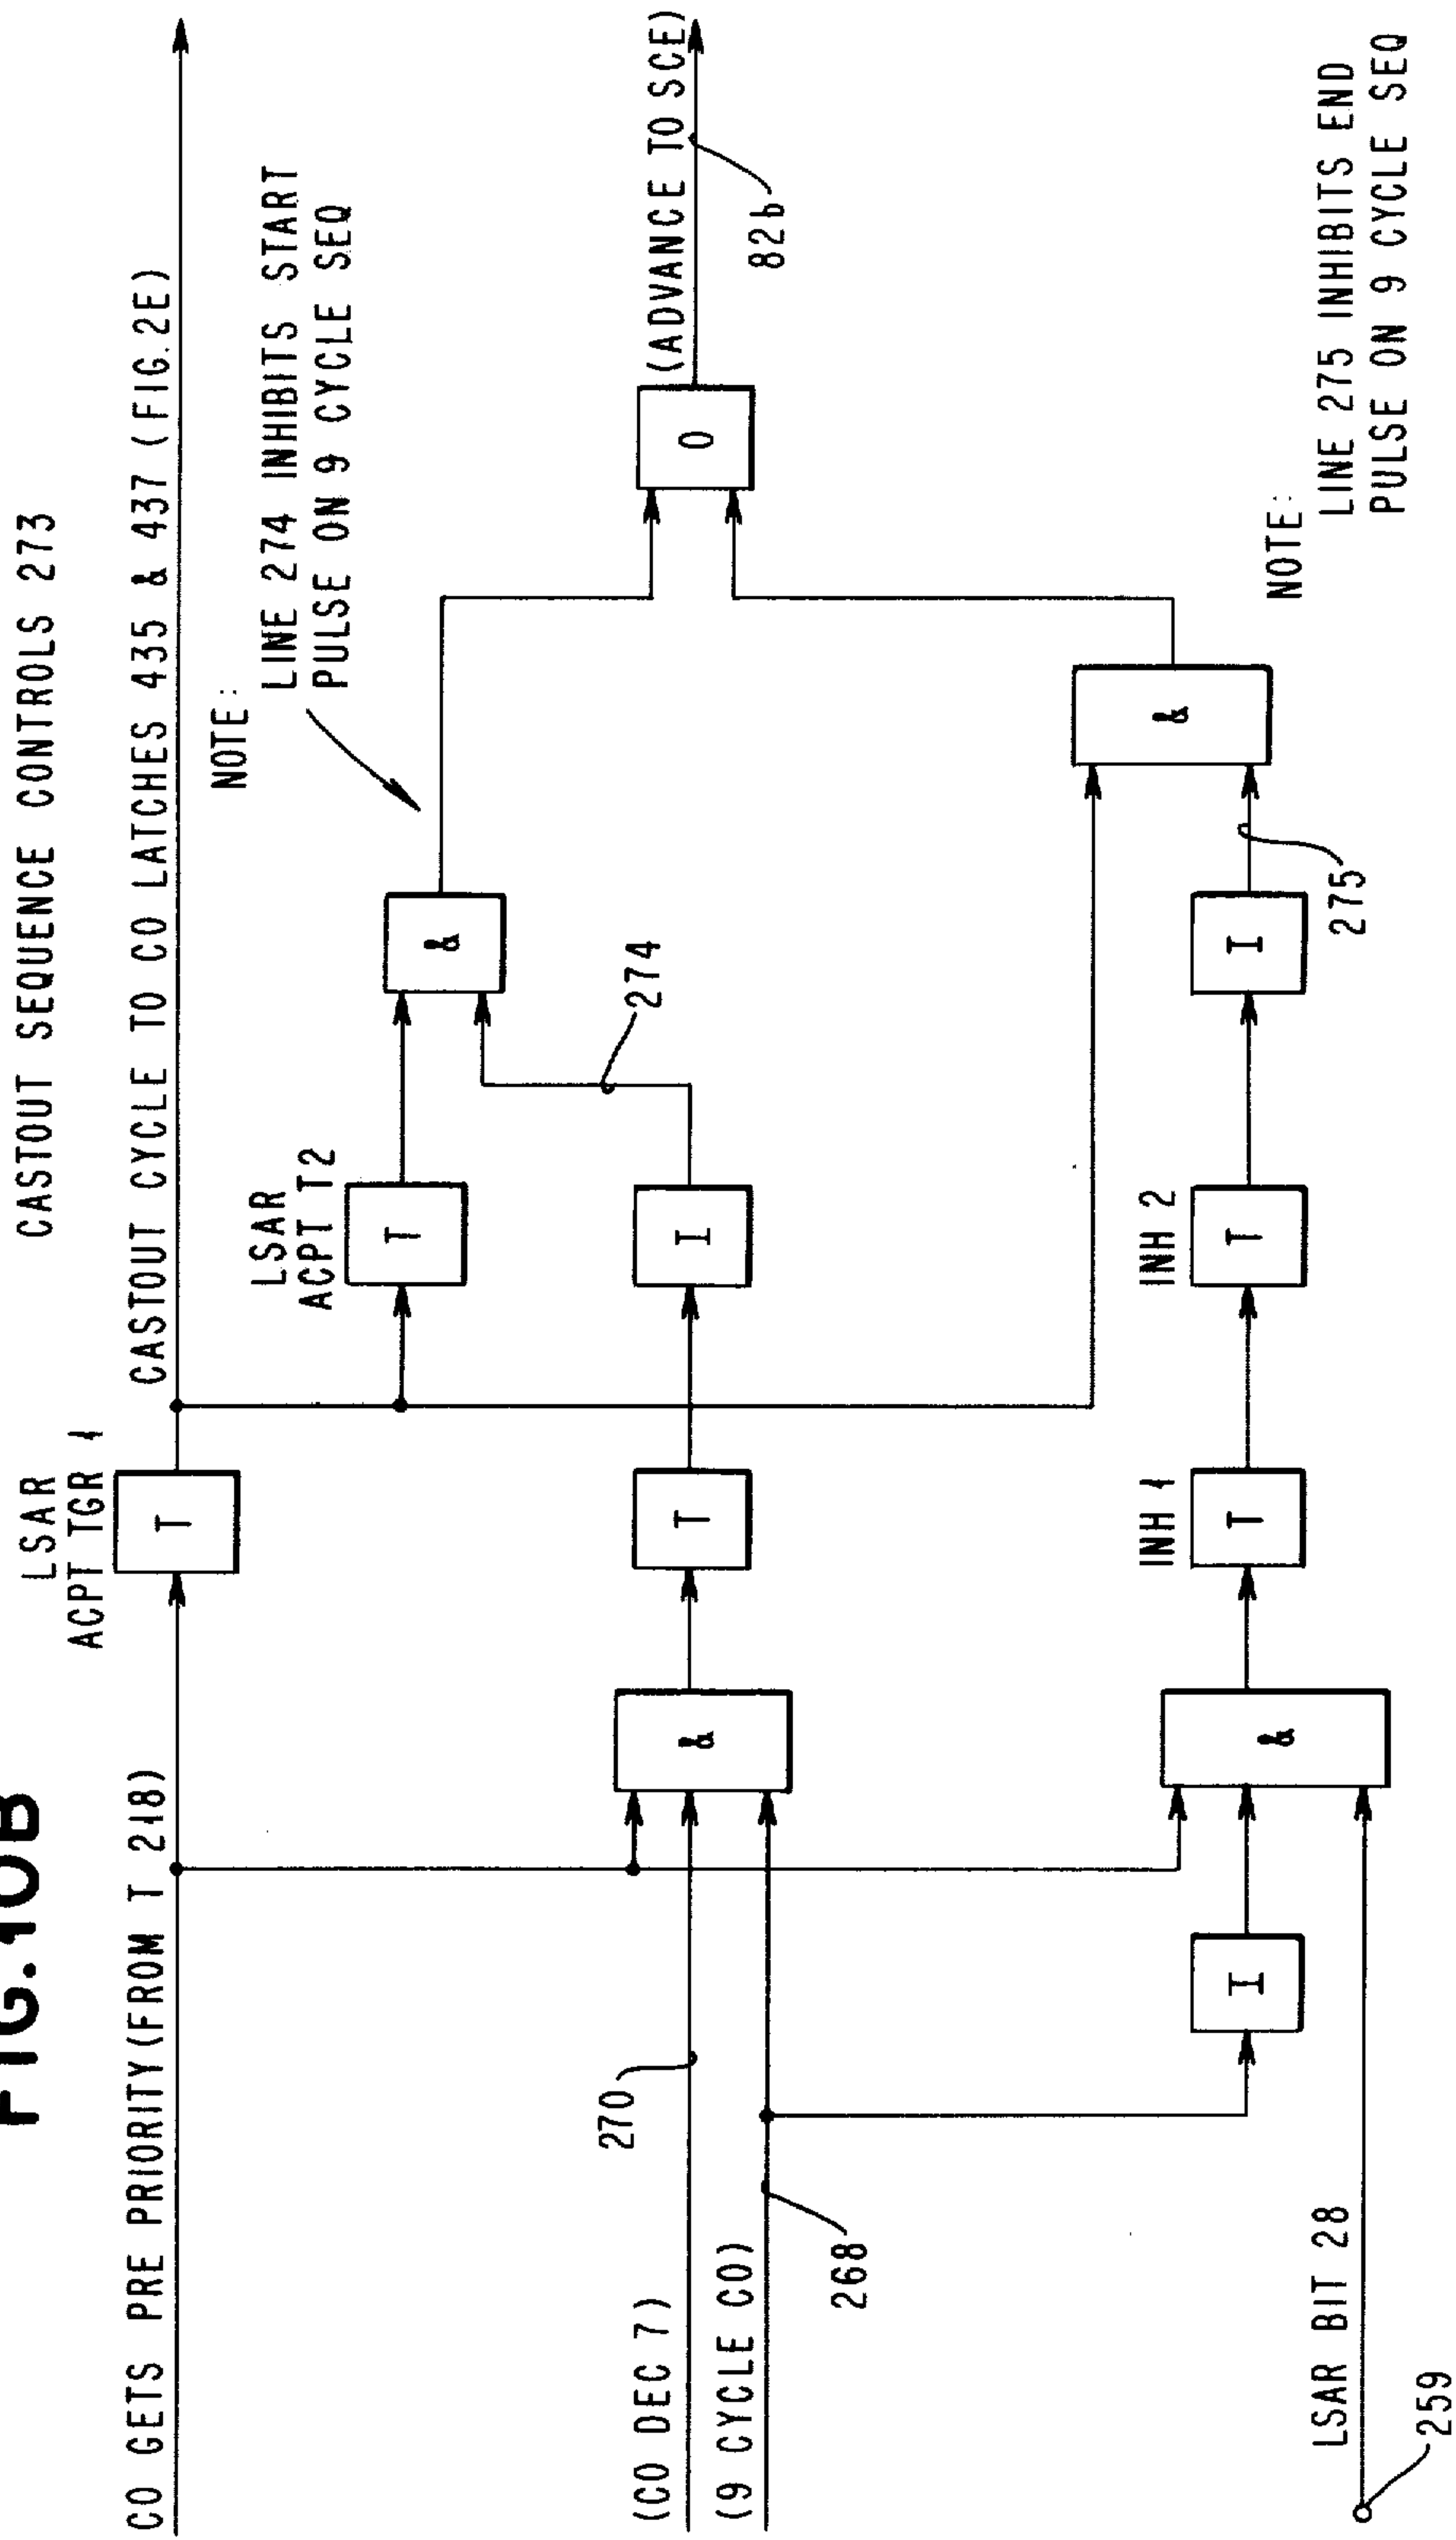 FIG.10B
CASTOUT SEQUENCE CONTROLS 273
LSAR
ACPT TGR 1
CO GETS PRE PRIORITY (FROM T 218)
T
CASTOUT CYCLE TO CO LATCHES 435 & 437 (FIG.2E)
NOTE:
LINE 274 INHIBITS START
PULSE ON 9 CYCLE SEQ
LSAR
ACPT T2
T
&
274
270
(CO DEC 7)
(9 CYCLE CO)
268
&
T
I
O
(ADVANCE TO SCE)
82b
I
&
INH 1
T
INH 2
T
I
275
&
LSAR BIT 28
259
NOTE:
LINE 275 INHIBITS END
PULSE ON 9 CYCLE SEQ